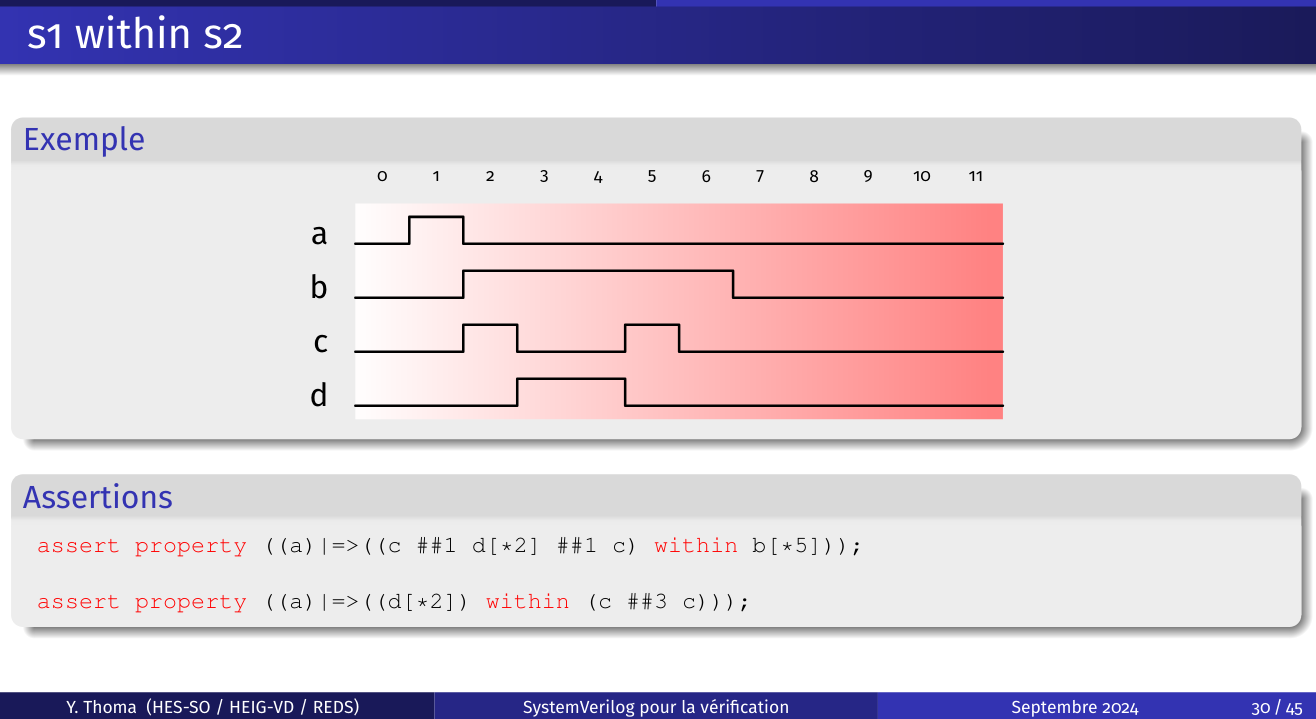 s1 within s2
Exemple
0 1 2 3 4 5 6 7 8 9 10 11
a
b
c
d
Assertions
assert property ((a)|=>((c ##1 d[*2] ##1 c) within b[*5]));
assert property ((a)|=>((d[*2]) within (c ##3 c)));
Y. Thoma (HES-SO / HEIG-VD / REDS) SystemVerilog pour la vérification Septembre 2024 30 / 45